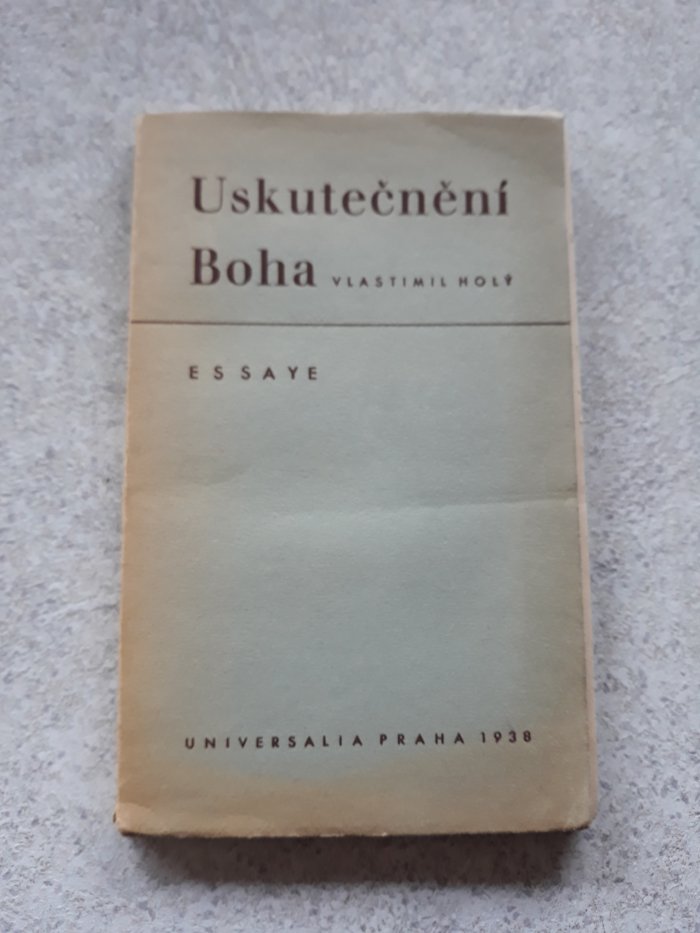 Uskutečnění
Boha VLASTIMIL HOLÝ
ESSAYE
UNIVERSALIA PRAHA 1938